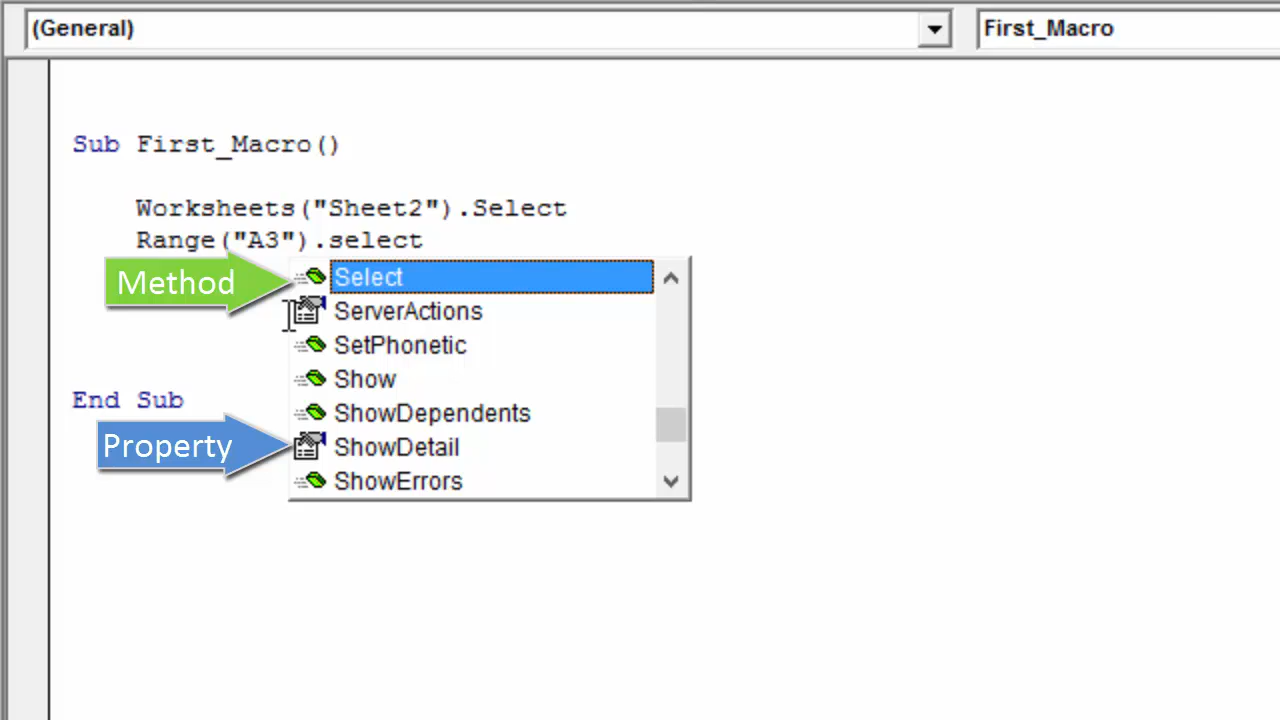 (General)
First_Macro
Sub First_Macro()
Worksheets("Sheet2").Select
Range("A3").select
Method
Select
ServerActions
SetPhonetic
Show
ShowDependents
End Sub
Property
ShowDetail
ShowErrors